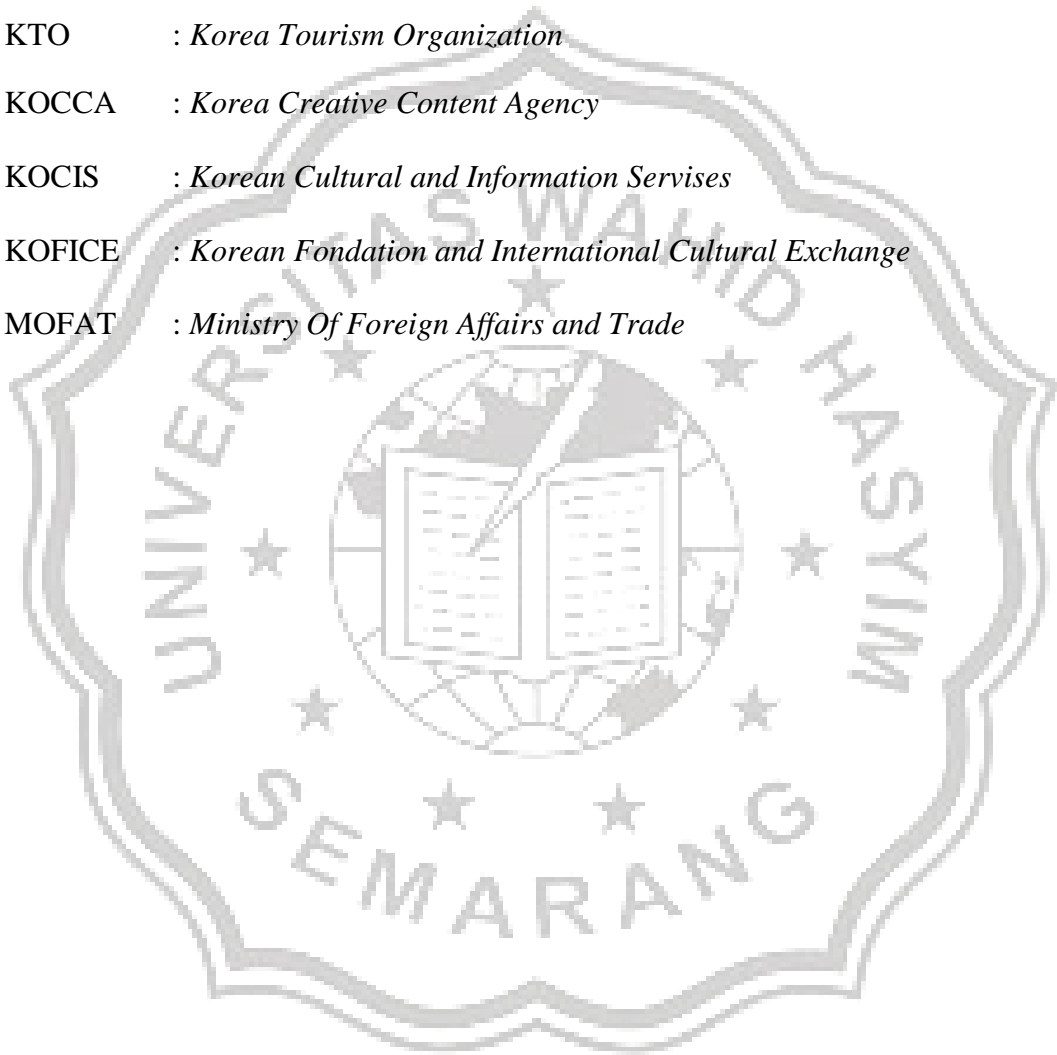 KTO : Korea Tourism Organization
KOCCA : Korea Creative Content Agency
KOCIS : Korean Cultural and Information Servises
KOFICE : Korean Fondation and International Cultural Exchange
MOFAT : Ministry Of Foreign Affairs and Trade
UNIVERSITAS WAHID HASYIM
SEMARANG